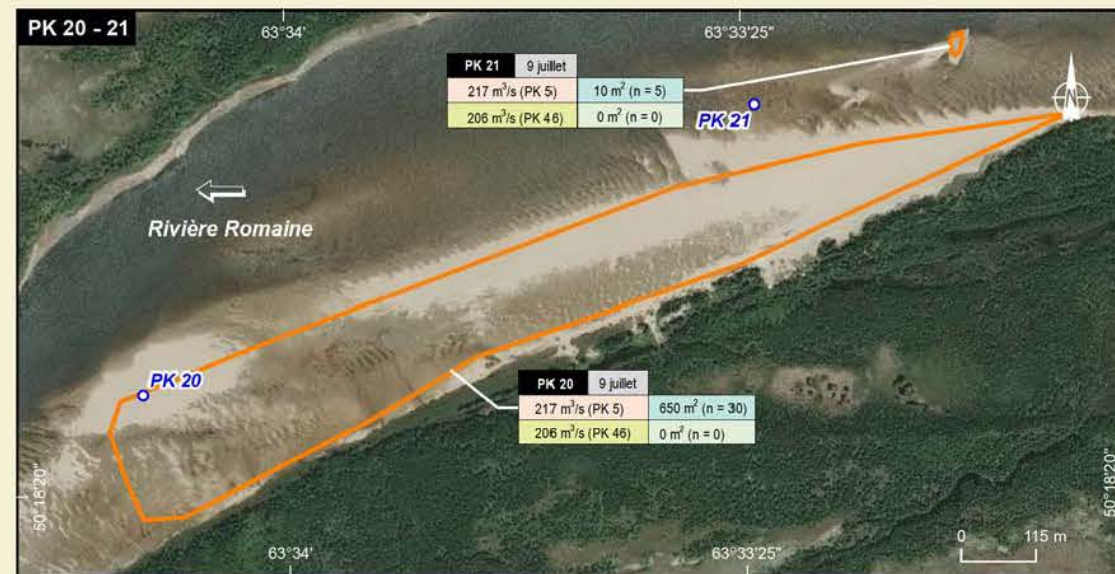 PK 20 - 21
63°34'
63°33'25"
PK 21 9 juillet
217 m³/s (PK 5) 10 m² (n = 5)
206 m³/s (PK 46) 0 m² (n = 0)
PK 21
N
Rivière Romaine
PK 20
PK 20 9 juillet
217 m³/s (PK 5) 650 m² (n = 30)
206 m³/s (PK 46) 0 m² (n = 0)
50°18'20"
50°18'20"
63°34'
63°33'25"
0 115 m